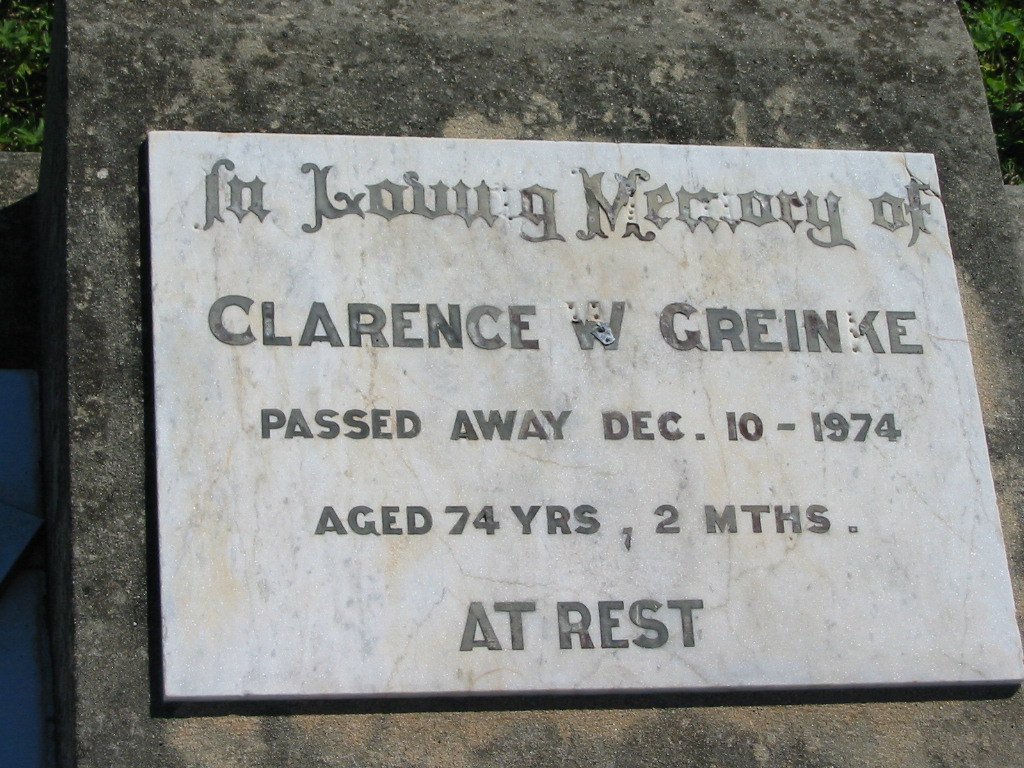 In Loving Memory of
CLARENCE W GREINKE
PASSED AWAY DEC. 10 - 1974
AGED 74 YRS, 2 MTHS.
AT REST